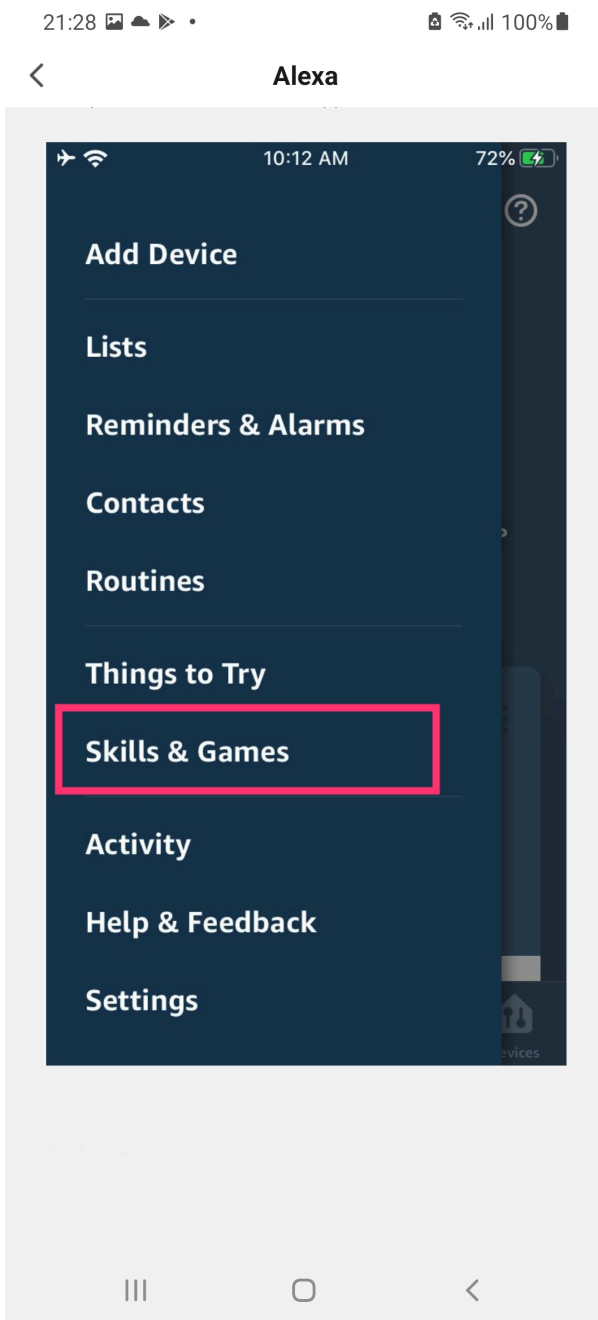 21:28
100%
Alexa
10:12 AM
72%
Add Device
Lists
Reminders & Alarms
Contacts
Routines
Things to Try
Skills & Games
Activity
Help & Feedback
Settings
evices